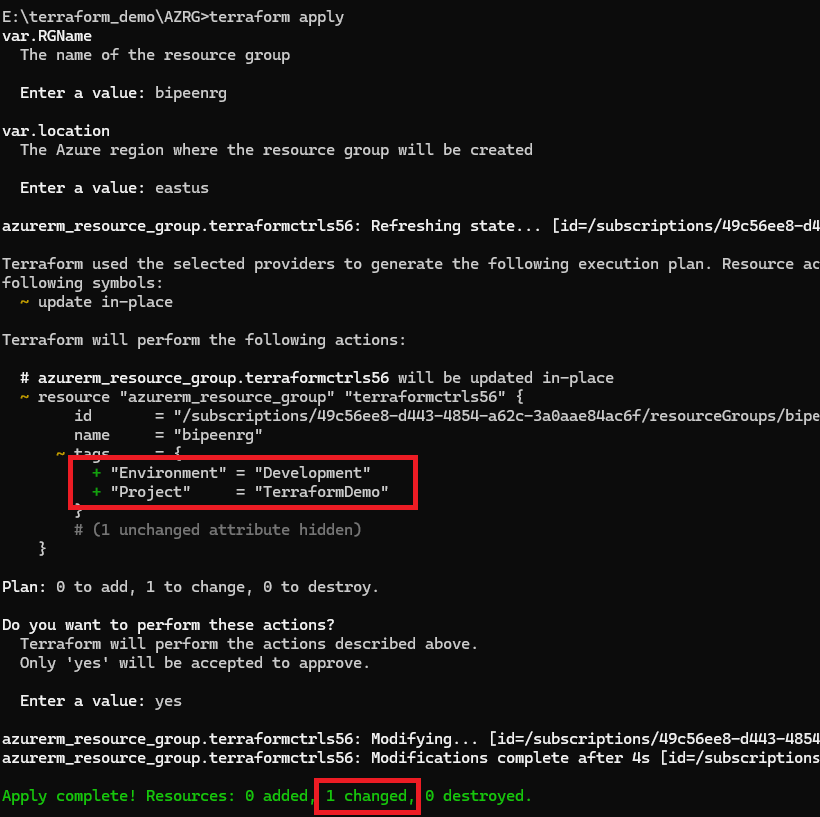 E:\terraform_demo\AZRG>terraform apply
var.RGName
  The name of the resource group

  Enter a value: bipeenrg

var.location
  The Azure region where the resource group will be created

  Enter a value: eastus

azurerm_resource_group.terraformctrls56: Refreshing state... [id=/subscriptions/49c56ee8-d4

Terraform used the selected providers to generate the following execution plan. Resource ac
following symbols:
  ~ update in-place

Terraform will perform the following actions:

  # azurerm_resource_group.terraformctrls56 will be updated in-place
  ~ resource "azurerm_resource_group" "terraformctrls56" {
        id       = "/subscriptions/49c56ee8-d443-4854-a62c-3a0aae84ac6f/resourceGroups/bipe
        name     = "bipeenrg"
      ~ tags     = {
          + "Environment" = "Development"
          + "Project"     = "TerraformDemo"
        }
        # (1 unchanged attribute hidden)
    }

Plan: 0 to add, 1 to change, 0 to destroy.

Do you want to perform these actions?
  Terraform will perform the actions described above.
  Only 'yes' will be accepted to approve.

  Enter a value: yes

azurerm_resource_group.terraformctrls56: Modifying... [id=/subscriptions/49c56ee8-d443-4854
azurerm_resource_group.terraformctrls56: Modifications complete after 4s [id=/subscriptions

Apply complete! Resources: 0 added, 1 changed, 0 destroyed.